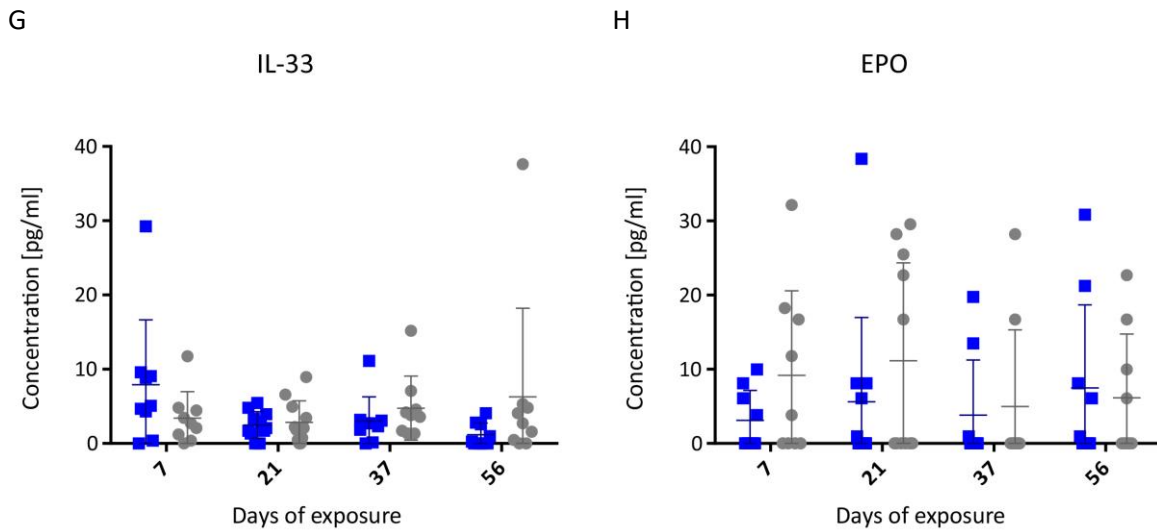 G
IL-33
Concentration [pg/ml]
40
30
20
10
0
7
21
37
56
Days of exposure
H
EPO
Concentration [pg/ml]
40
30
20
10
0
7
21
37
56
Days of exposure